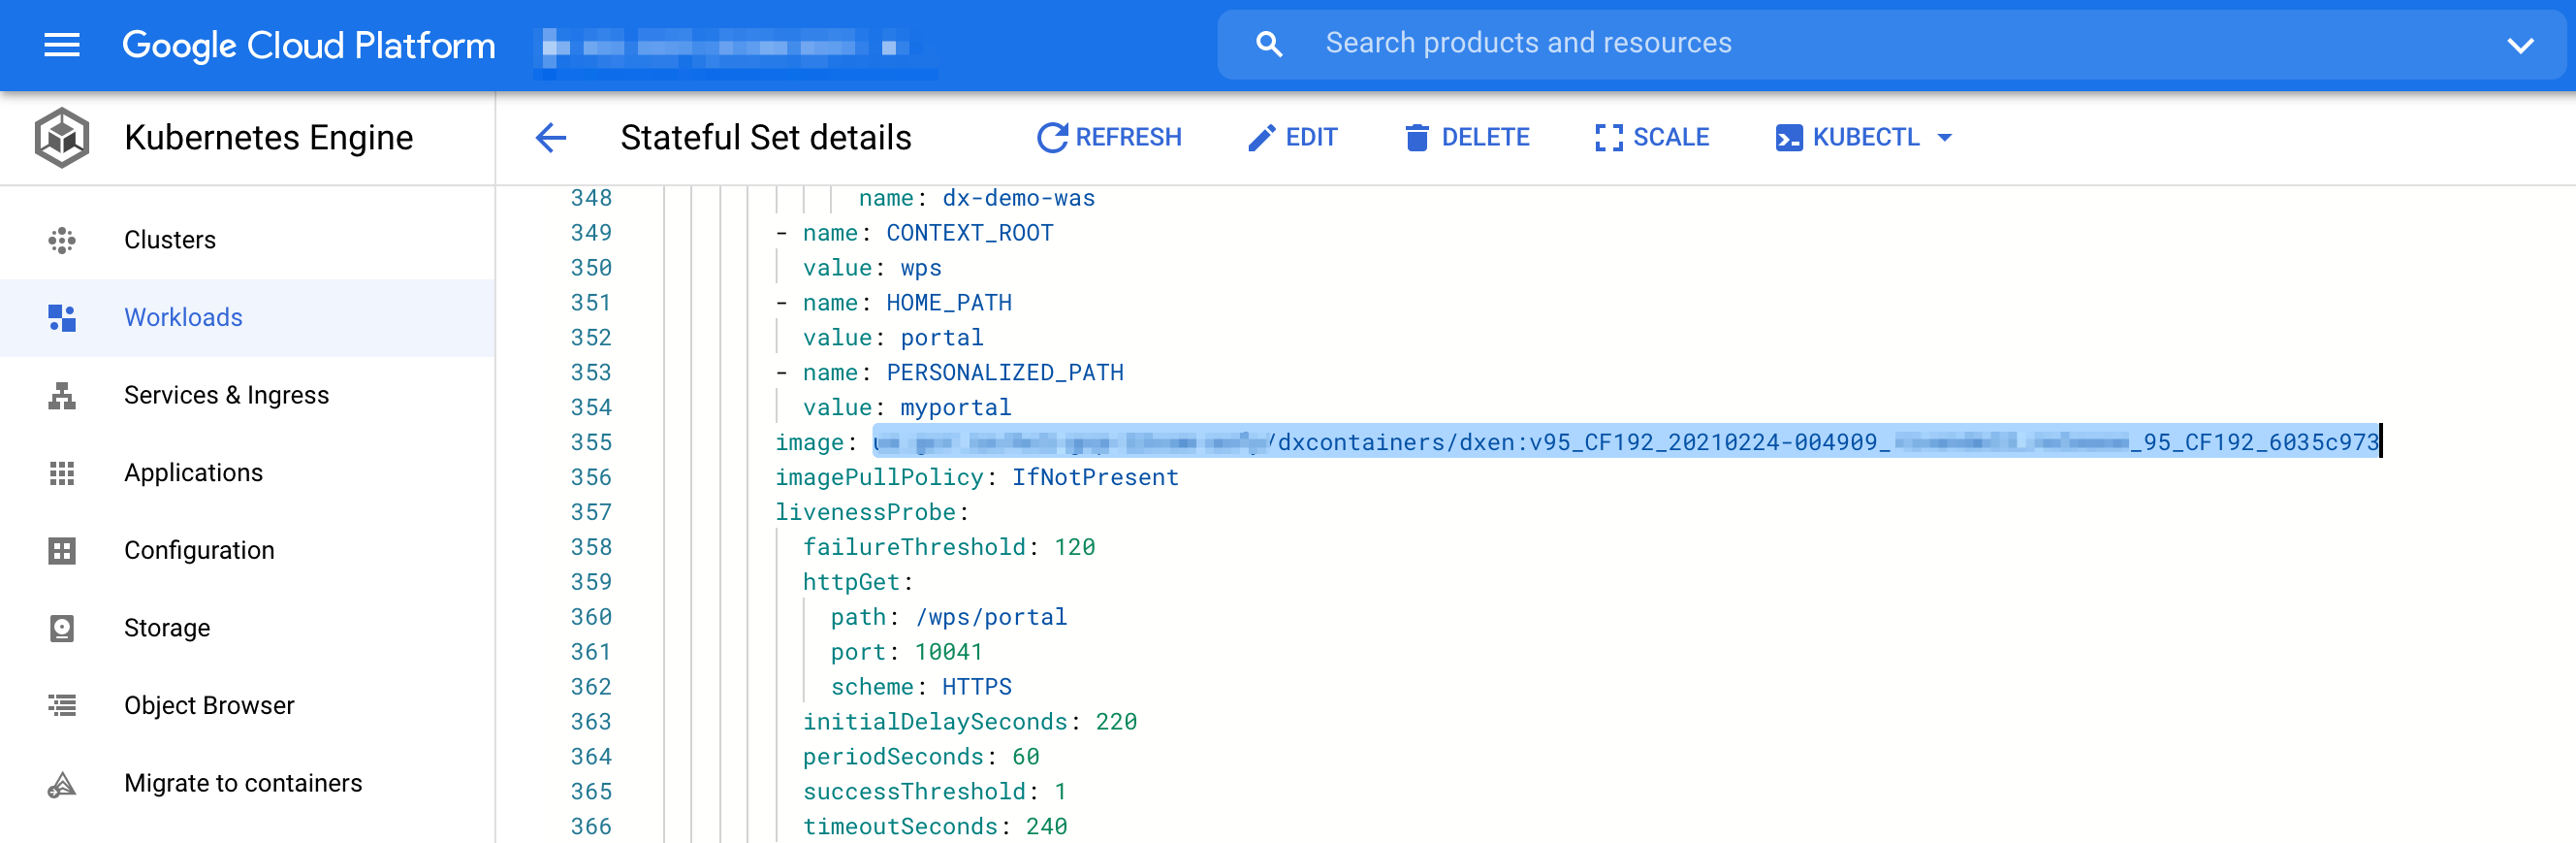 Google Cloud Platform
Search products and resources
Kubernetes Engine
Stateful Set details
REFRESH
EDIT
DELETE
SCALE
KUBECTL
Clusters
Workloads
Services & Ingress
Applications
Configuration
Storage
Object Browser
Migrate to containers
348 name: dx-demo-was
349 - name: CONTEXT_ROOT
350 value: wps
351 - name: HOME_PATH
352 value: portal
353 - name: PERSONALIZED_PATH
354 value: myportal
355 image: /dxcontainers/dxen:v95_CF192_20210224-004909_ _95_CF192_6035c973
356 imagePullPolicy: IfNotPresent
357 livenessProbe:
358 failureThreshold: 120
359 httpGet:
360 path: /wps/portal
361 port: 10041
362 scheme: HTTPS
363 initialDelaySeconds: 220
364 periodSeconds: 60
365 successThreshold: 1
366 timeoutSeconds: 240